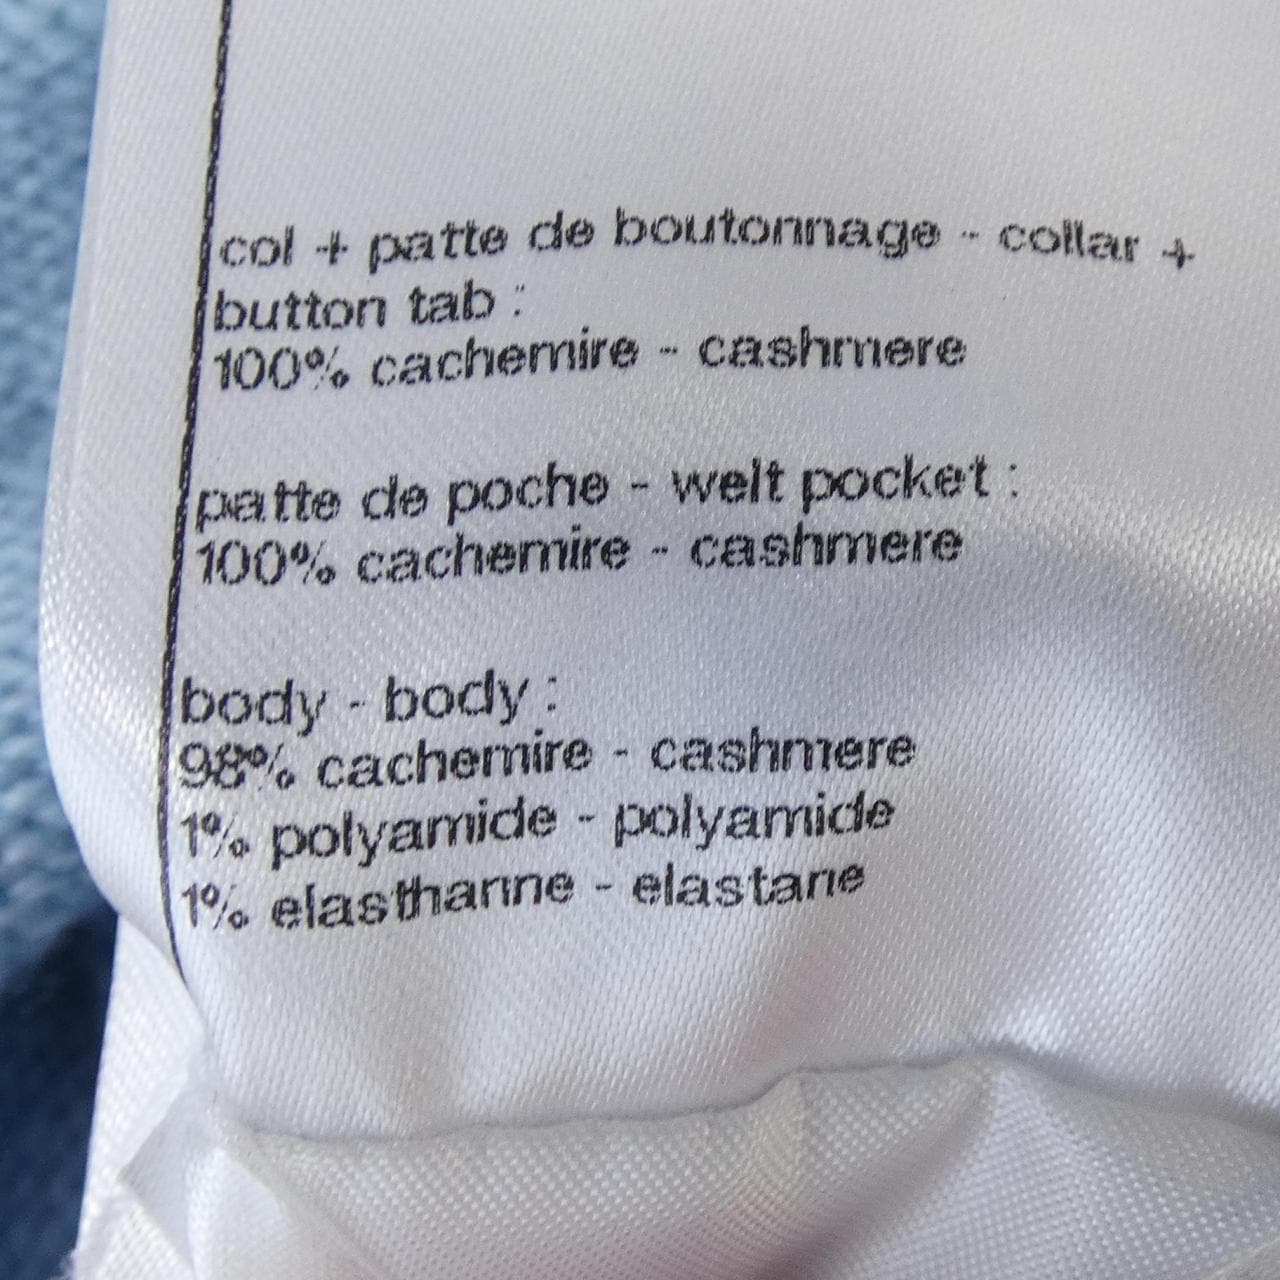 col + patte de boutonnage - collar +
button tab :
100% cachemire - cashmere
patte de poche - welt pocket :
100% cachemire - cashmere
body - body :
98% cachemire - cashmere
1% polyamide - polyamide
1% elasthanne - elastane